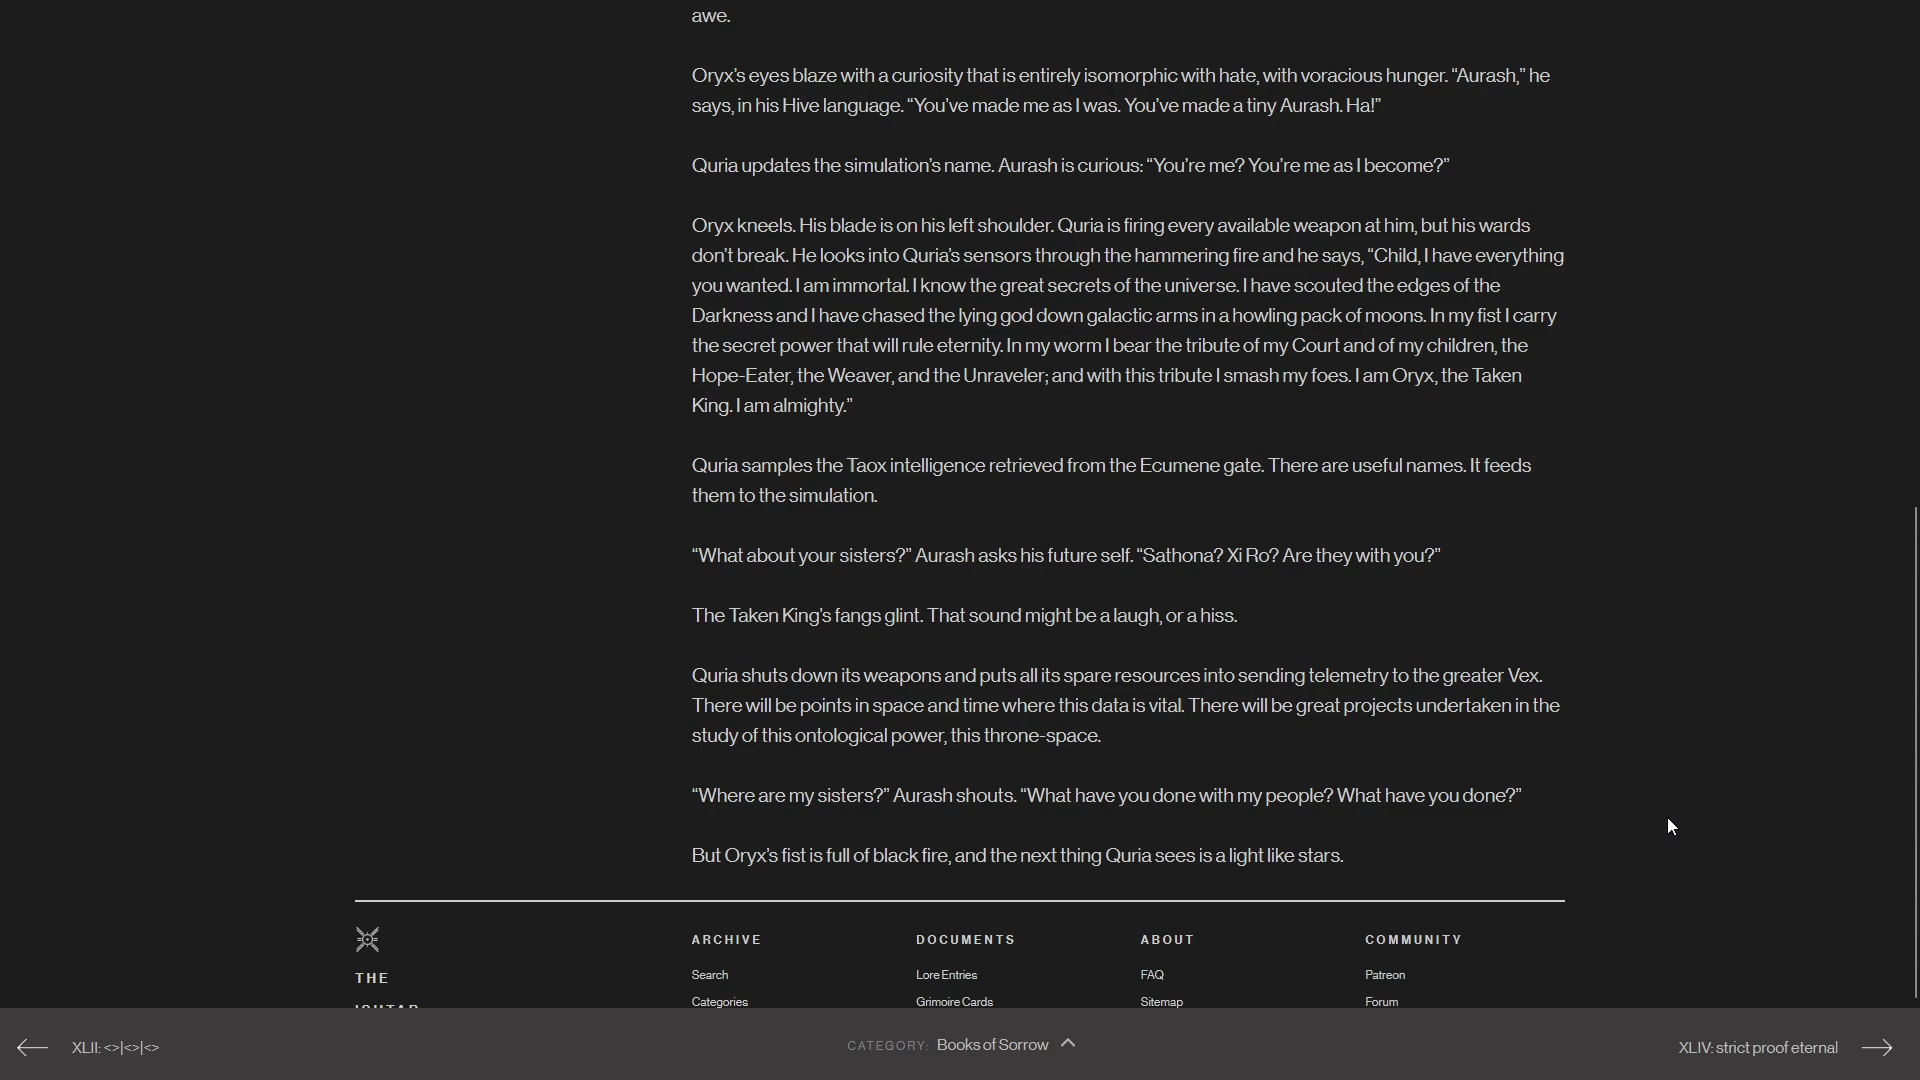 awe.
Oryx's eyes blaze with a curiosity that is entirely isomorphic with hate, with voracious hunger. “Aurash,” he
says, in his Hive language. “You've made me as I was. You've made a tiny Aurash. Ha!”
Quria updates the simulation's name. Aurash is curious: “You're me? You're me as I become?”
Oryx kneels. His blade is on his left shoulder. Quria is firing every available weapon at him, but his wards
don't break. He looks into Quria's sensors through the hammering fire and he says, “Child, I have everything
you wanted. I am immortal. I know the great secrets of the universe. I have scouted the edges of the
Darkness and I have chased the lying god down galactic arms in a howling pack of moons. In my fist I carry
the secret power that will rule eternity. In my worm I bear the tribute of my Court and of my children, the
Hope-Eater, the Weaver, and the Unraveler; and with this tribute I smash my foes. I am Oryx, the Taken
King. I am almighty.”
Quria samples the Taox intelligence retrieved from the Ecumene gate. There are useful names. It feeds
them to the simulation.
“What about your sisters?” Aurash asks his future self. “Sathona? Xi Ro? Are they with you?”
The Taken King's fangs glint. That sound might be a laugh, or a hiss.
Quria shuts down its weapons and puts all its spare resources into sending telemetry to the greater Vex.
There will be points in space and time where this data is vital. There will be great projects undertaken in the
study of this ontological power, this throne-space.
“Where are my sisters?” Aurash shouts. “What have you done with my people? What have you done?”
But Oryx's fist is full of black fire, and the next thing Quria sees is a light like stars.
THE
ISHTAR
ARCHIVE
Search
Categories
DOCUMENTS
Lore Entries
Grimoire Cards
ABOUT
FAQ
Sitemap
COMMUNITY
Patreon
Forum
XLII: <>|<>|<>
CATEGORY: Books of Sorrow
XLIV: strict proof eternal